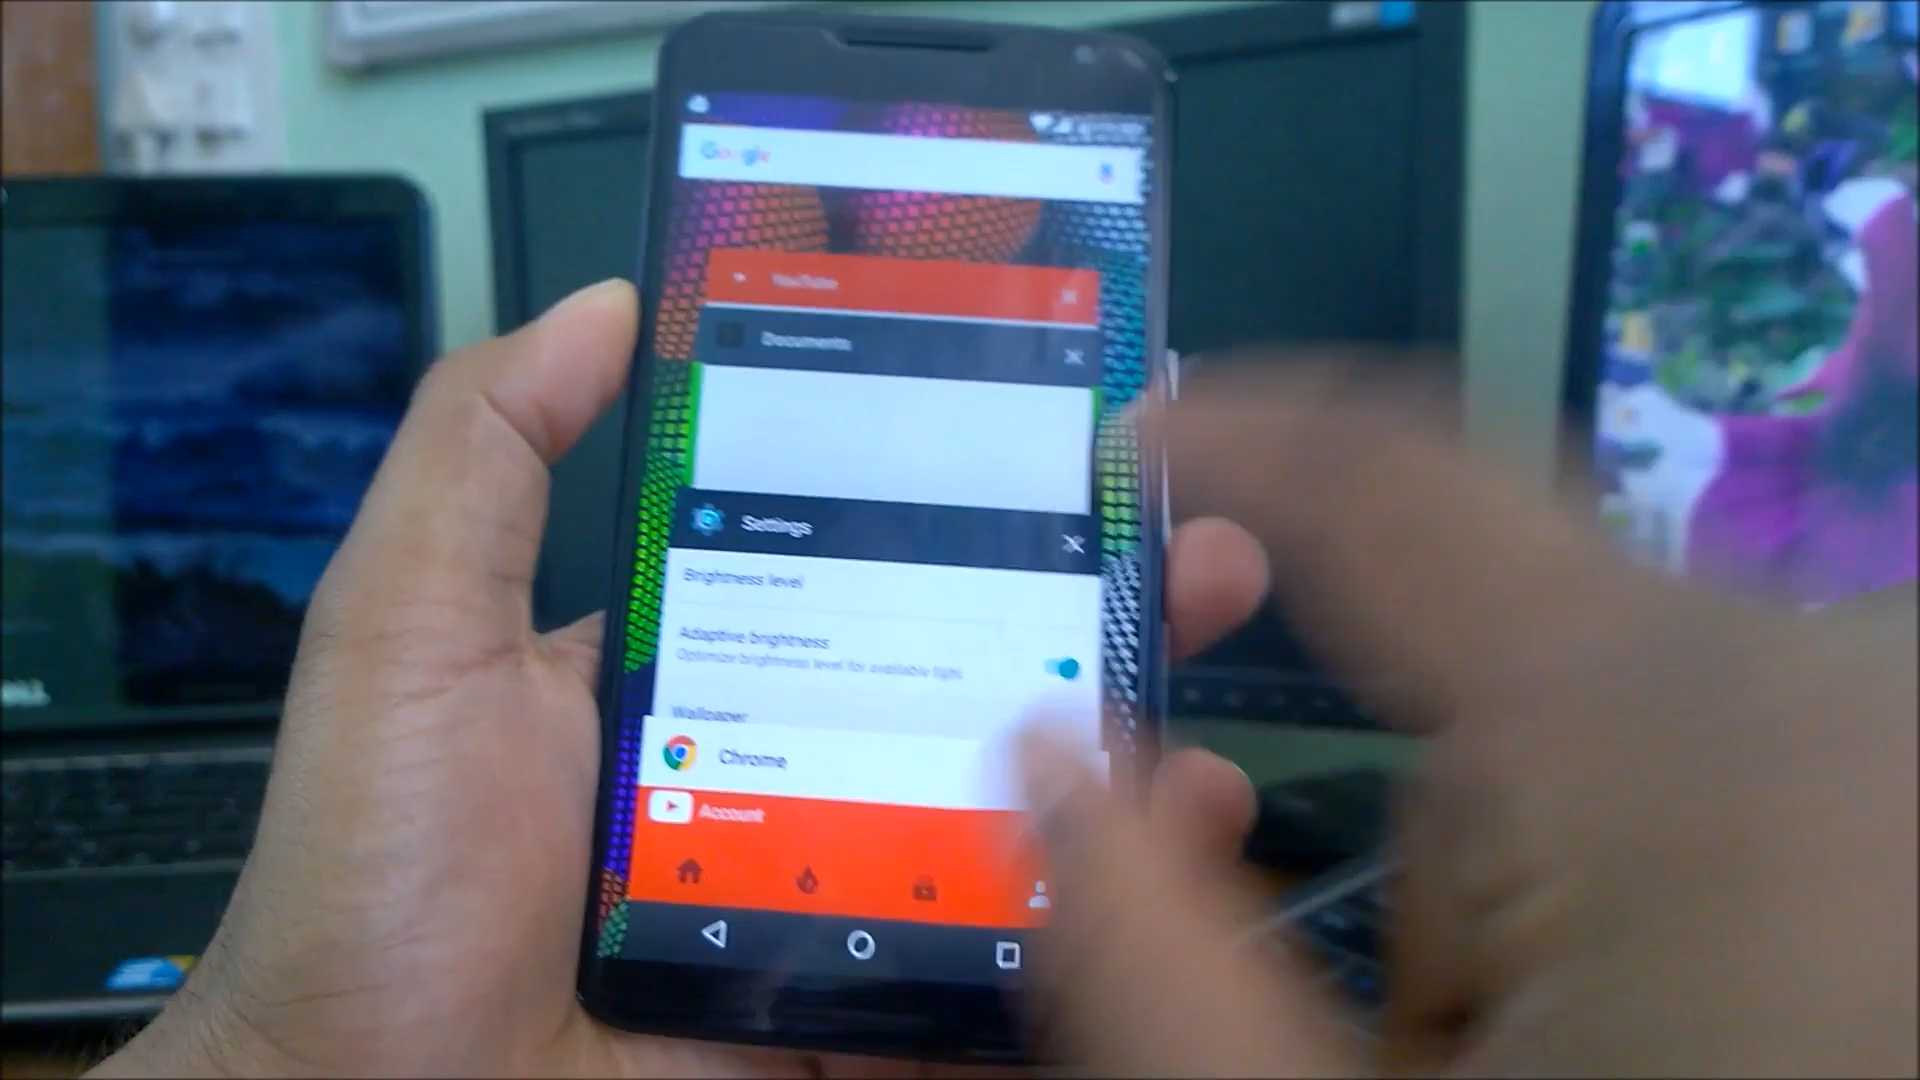 Google
YouTube
Documents
Settings
Brightness level
Adaptive brightness
Optimize brightness level for available light
Wallpaper
Chrome
Account